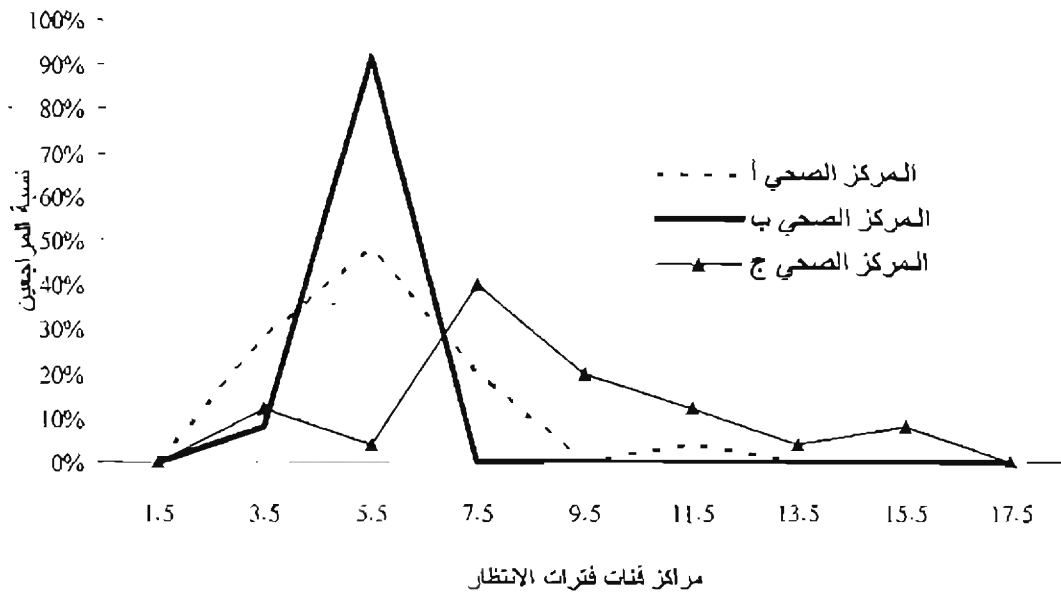 100%
90%
80%
70%
60%
50%
40%
30%
20%
10%
0%
نسبة المراجعين
المركز الصحي أ
المركز الصحي ب
المركز الصحي ج
1.5 3.5 5.5 7.5 9.5 11.5 13.5 15.5 17.5
مراكز فئات فترات الانتظار